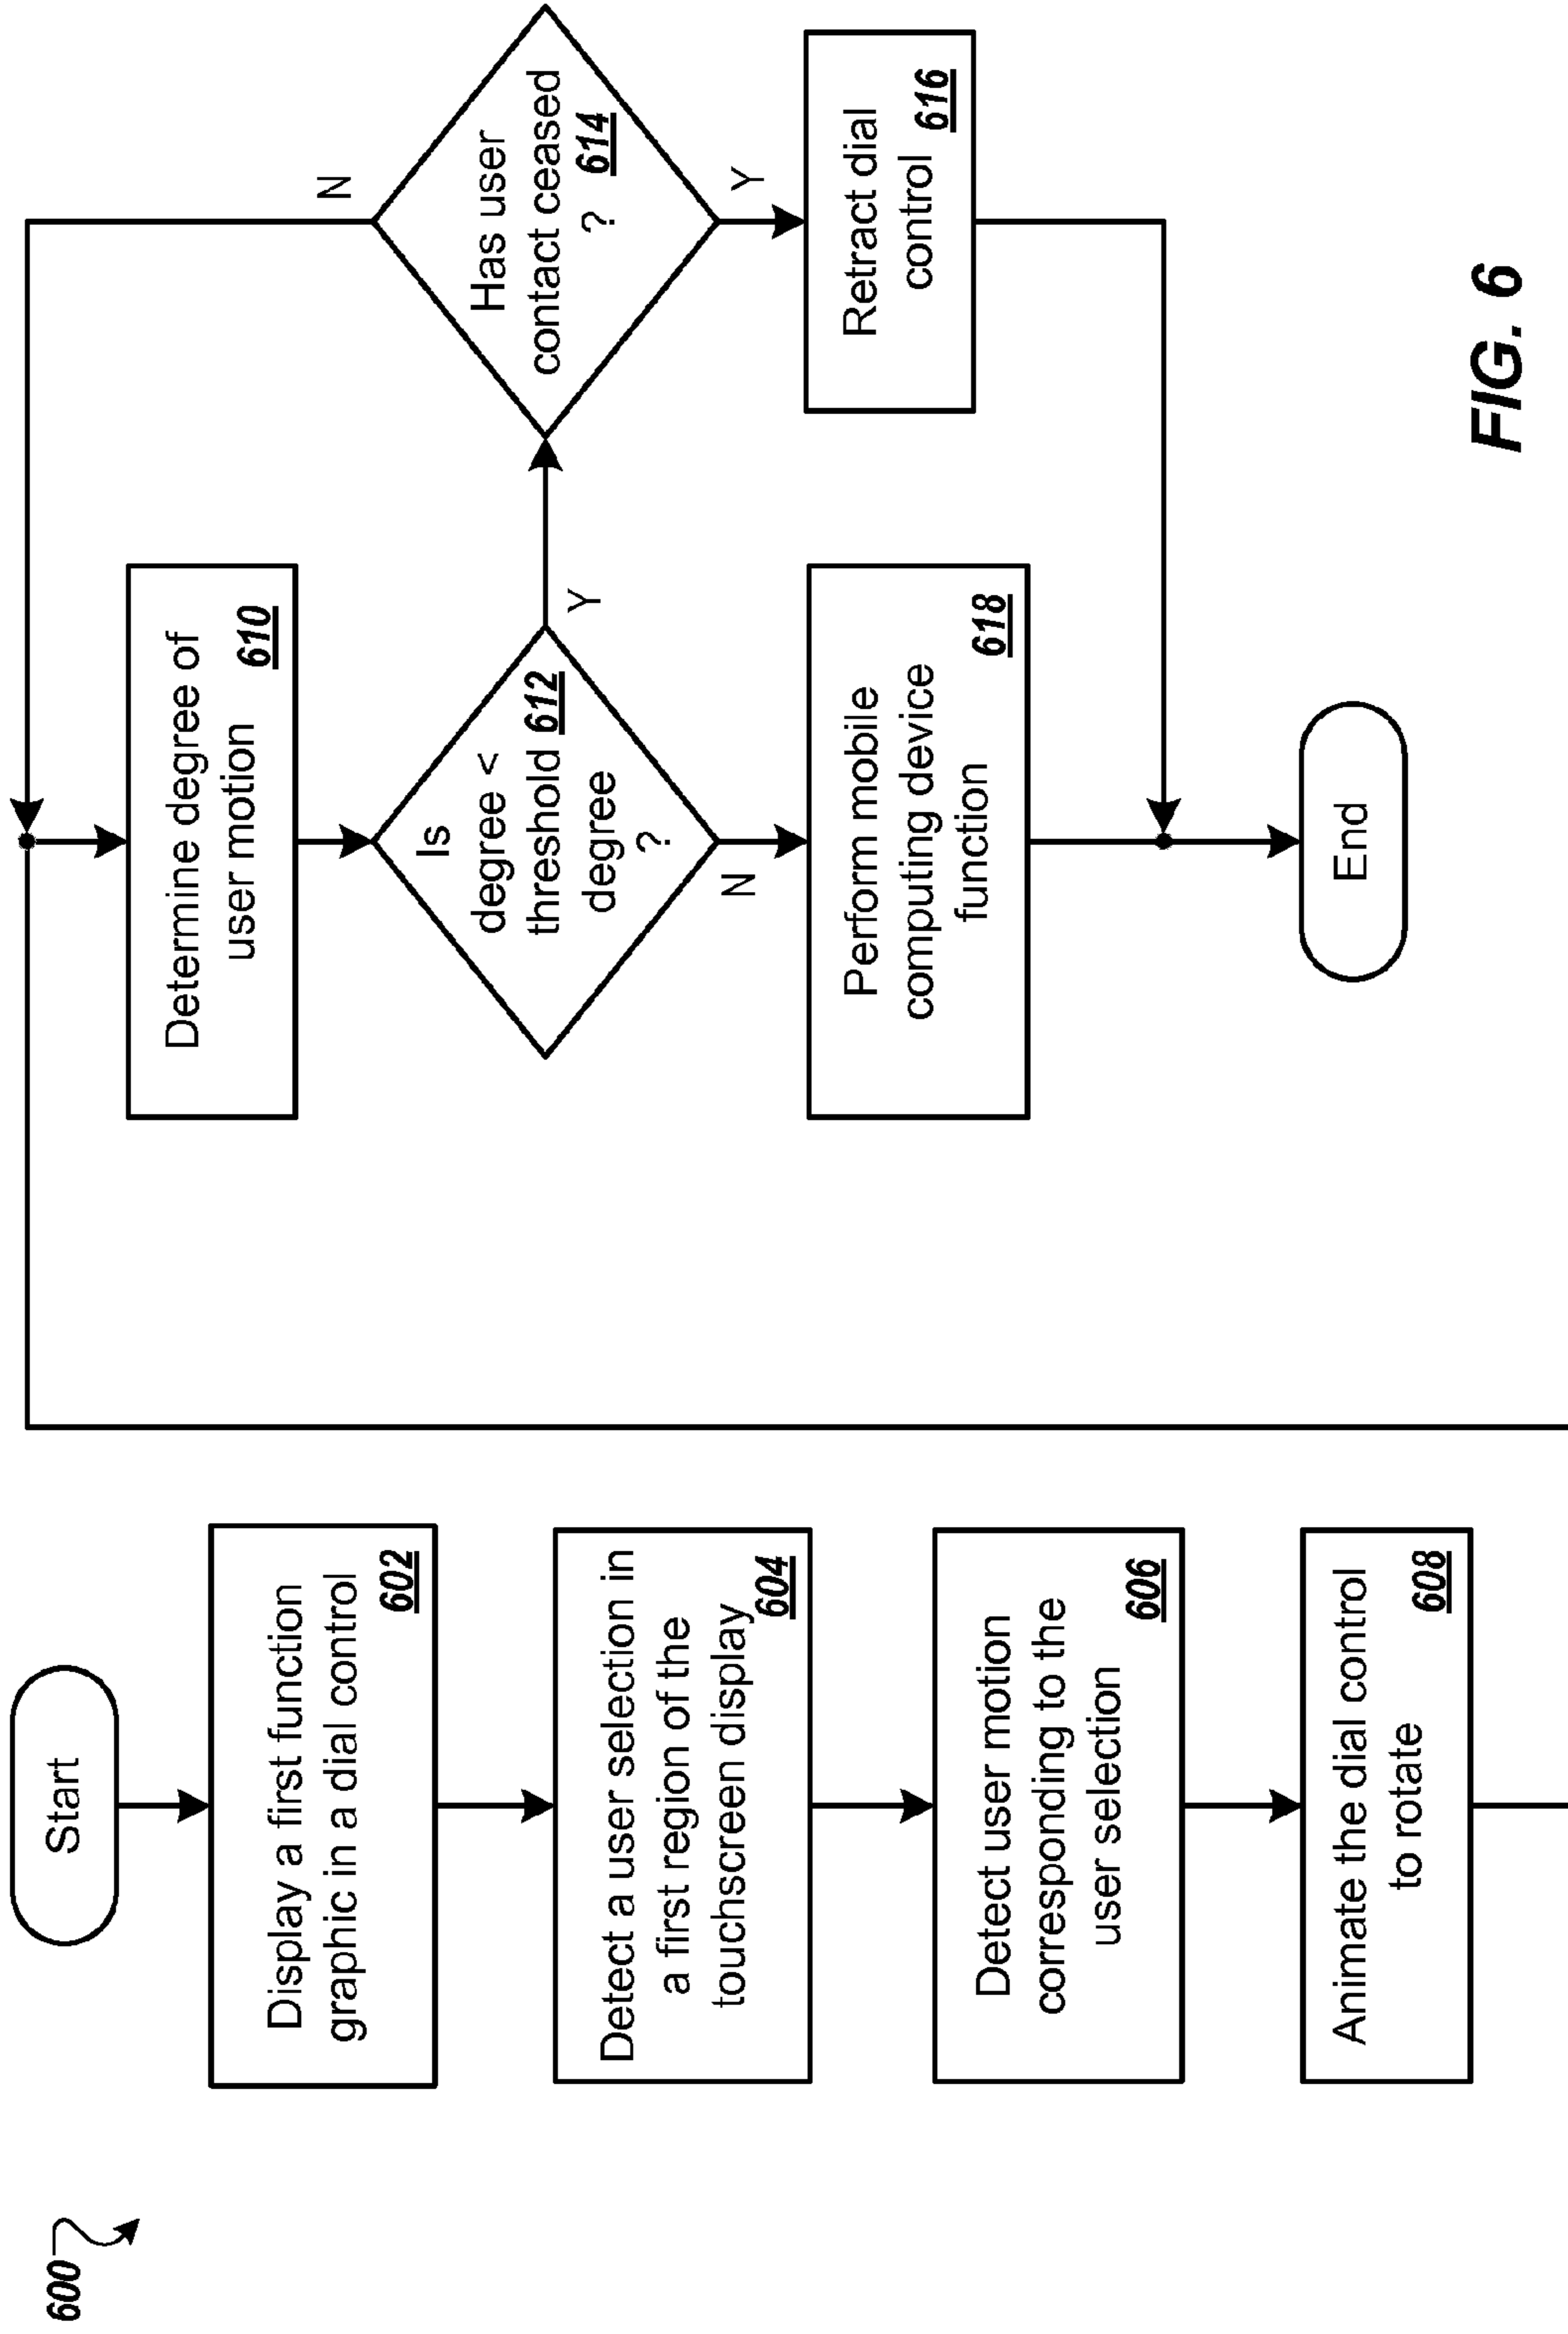 600
Start
Display a first function
graphic in a dial control
602
Detect a user selection in
a first region of the
touchscreen display
604
Detect user motion
corresponding to the
user selection
606
Animate the dial control
to rotate
608
Determine degree of
user motion
610
Is
degree <
threshold 612
degree
?
Y
N
Has user
contact ceased
? 614
N
Y
Retract dial
control 616
Perform mobile
computing device
function
618
End
FIG. 6